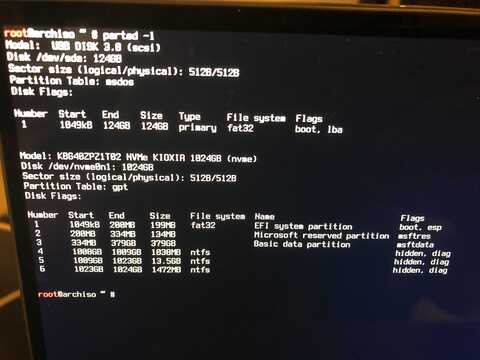 root@archiso ~ # parted -l
Model: USB DISK 3.0 (scsi)
Disk /dev/sda: 124GB
Sector size (logical/physical): 512B/512B
Partition Table: msdos
Disk Flags:
Number Start End Size Type File system Flags
1 1049kB 124GB 124GB primary fat32 boot, lba
Model: KBG40ZPZ1T02 NVMe KIOXIA 1024GB (nvme)
Disk /dev/nvme0n1: 1024GB
Sector size (logical/physical): 512B/512B
Partition Table: gpt
Disk Flags:
Number Start End Size File system Name Flags
1 1049kB 200MB 199MB fat32 EFI system partition boot, esp
2 200MB 334MB 134MB Microsoft reserved partition msftres
3 334MB 379GB 379GB Basic data partition msftdata
4 1008GB 1009GB 1038MB ntfs hidden, diag
5 1009GB 1023GB 13.5GB ntfs hidden, diag
6 1023GB 1024GB 1472MB ntfs hidden, diag
root@archiso ~ #